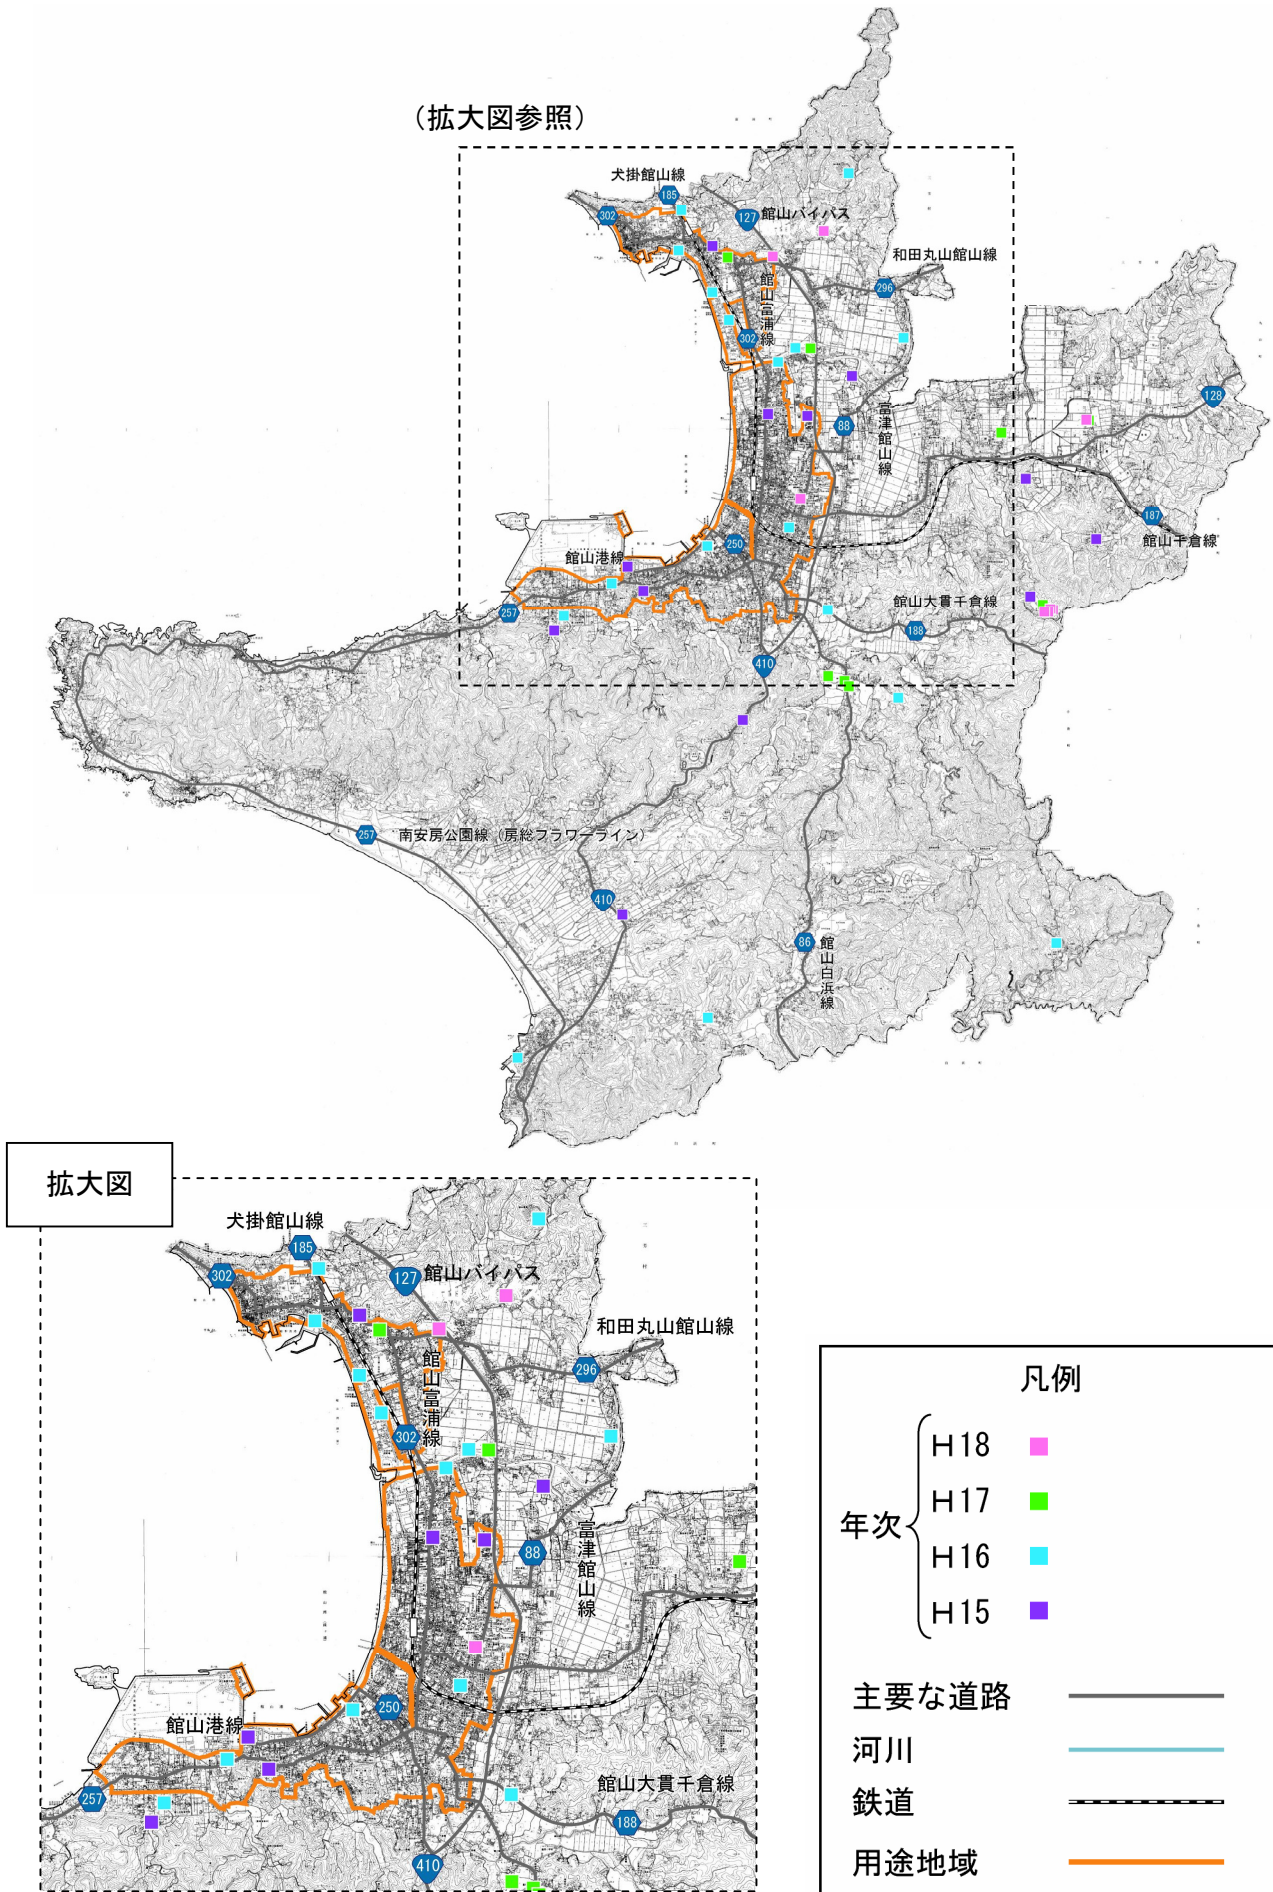 （拡大図参照）
犬掛館山線
185
302
127
館山バイパス
和田丸山館山線
296
館山富浦線
302
128
88
富津館山線
187
館山千倉線
250
館山港線
257
館山大貫千倉線
188
410
257
南安房公園線（房総フラワーライン）
410
86
館山白浜線
拡大図
犬掛館山線
185
302
127
館山バイパス
和田丸山館山線
296
館山富浦線
302
88
富津館山線
250
館山港線
257
館山大貫千倉線
188
410
凡例
年次
H18
H17
H16
H15
主要な道路
河川
鉄道
用途地域